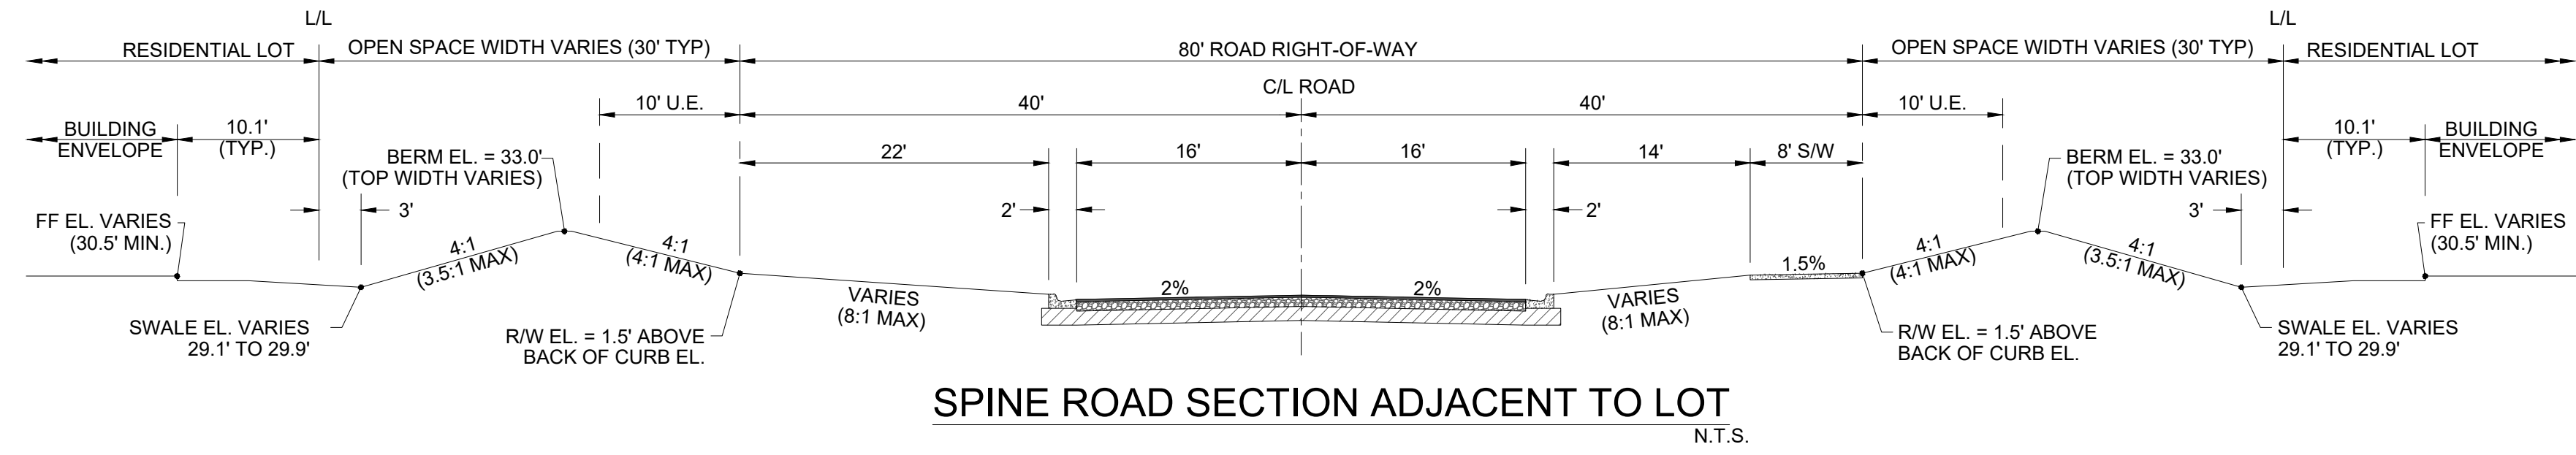 L/L
L/L
RESIDENTIAL LOT
OPEN SPACE WIDTH VARIES (30' TYP)
80' ROAD RIGHT-OF-WAY
OPEN SPACE WIDTH VARIES (30' TYP)
RESIDENTIAL LOT
C/L ROAD
10' U.E.
40'
40'
10' U.E.
BUILDING
ENVELOPE
10.1'
(TYP.)
10.1'
(TYP.)
BUILDING
ENVELOPE
BERM EL. = 33.0'
(TOP WIDTH VARIES)
22'
16'
16'
14'
8' S/W
BERM EL. = 33.0'
(TOP WIDTH VARIES)
3'
2'
2'
3'
FF EL. VARIES
(30.5' MIN.)
FF EL. VARIES
(30.5' MIN.)
4:1
(3.5:1 MAX)
4:1
(4:1 MAX)
4:1
(4:1 MAX)
4:1
(3.5:1 MAX)
1.5%
2%
2%
VARIES
(8:1 MAX)
VARIES
(8:1 MAX)
SWALE EL. VARIES
29.1' TO 29.9'
R/W EL. = 1.5' ABOVE
BACK OF CURB EL.
R/W EL. = 1.5' ABOVE
BACK OF CURB EL.
SWALE EL. VARIES
29.1' TO 29.9'
SPINE ROAD SECTION ADJACENT TO LOT
N.T.S.